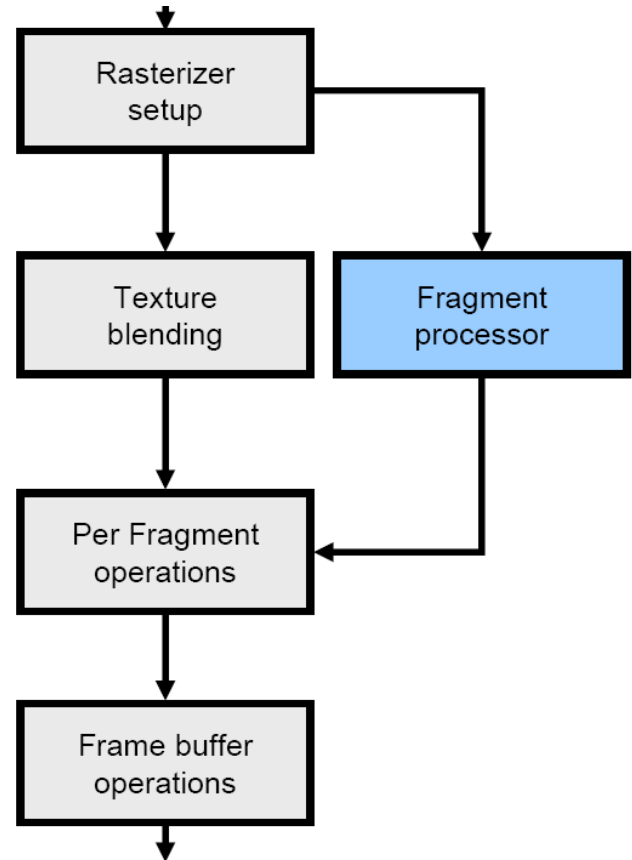 Rasterizer
setup
Texture
blending
Fragment
processor
Per Fragment
operations
Frame buffer
operations